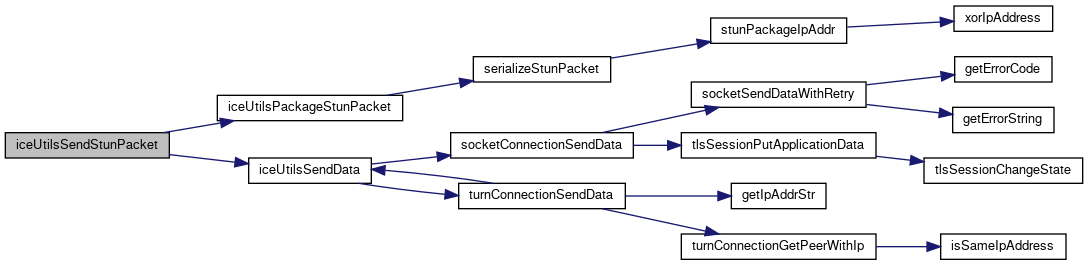 iceUtilsSendStunPacket
iceUtilsPackageStunPacket
serializeStunPacket
stunPackageIpAddr
xorIpAddress
iceUtilsSendData
socketConnectionSendData
socketSendDataWithRetry
getErrorCode
getErrorString
tlsSessionPutApplicationData
tlsSessionChangeState
turnConnectionSendData
getIpAddrStr
turnConnectionGetPeerWithIp
isSameIpAddress